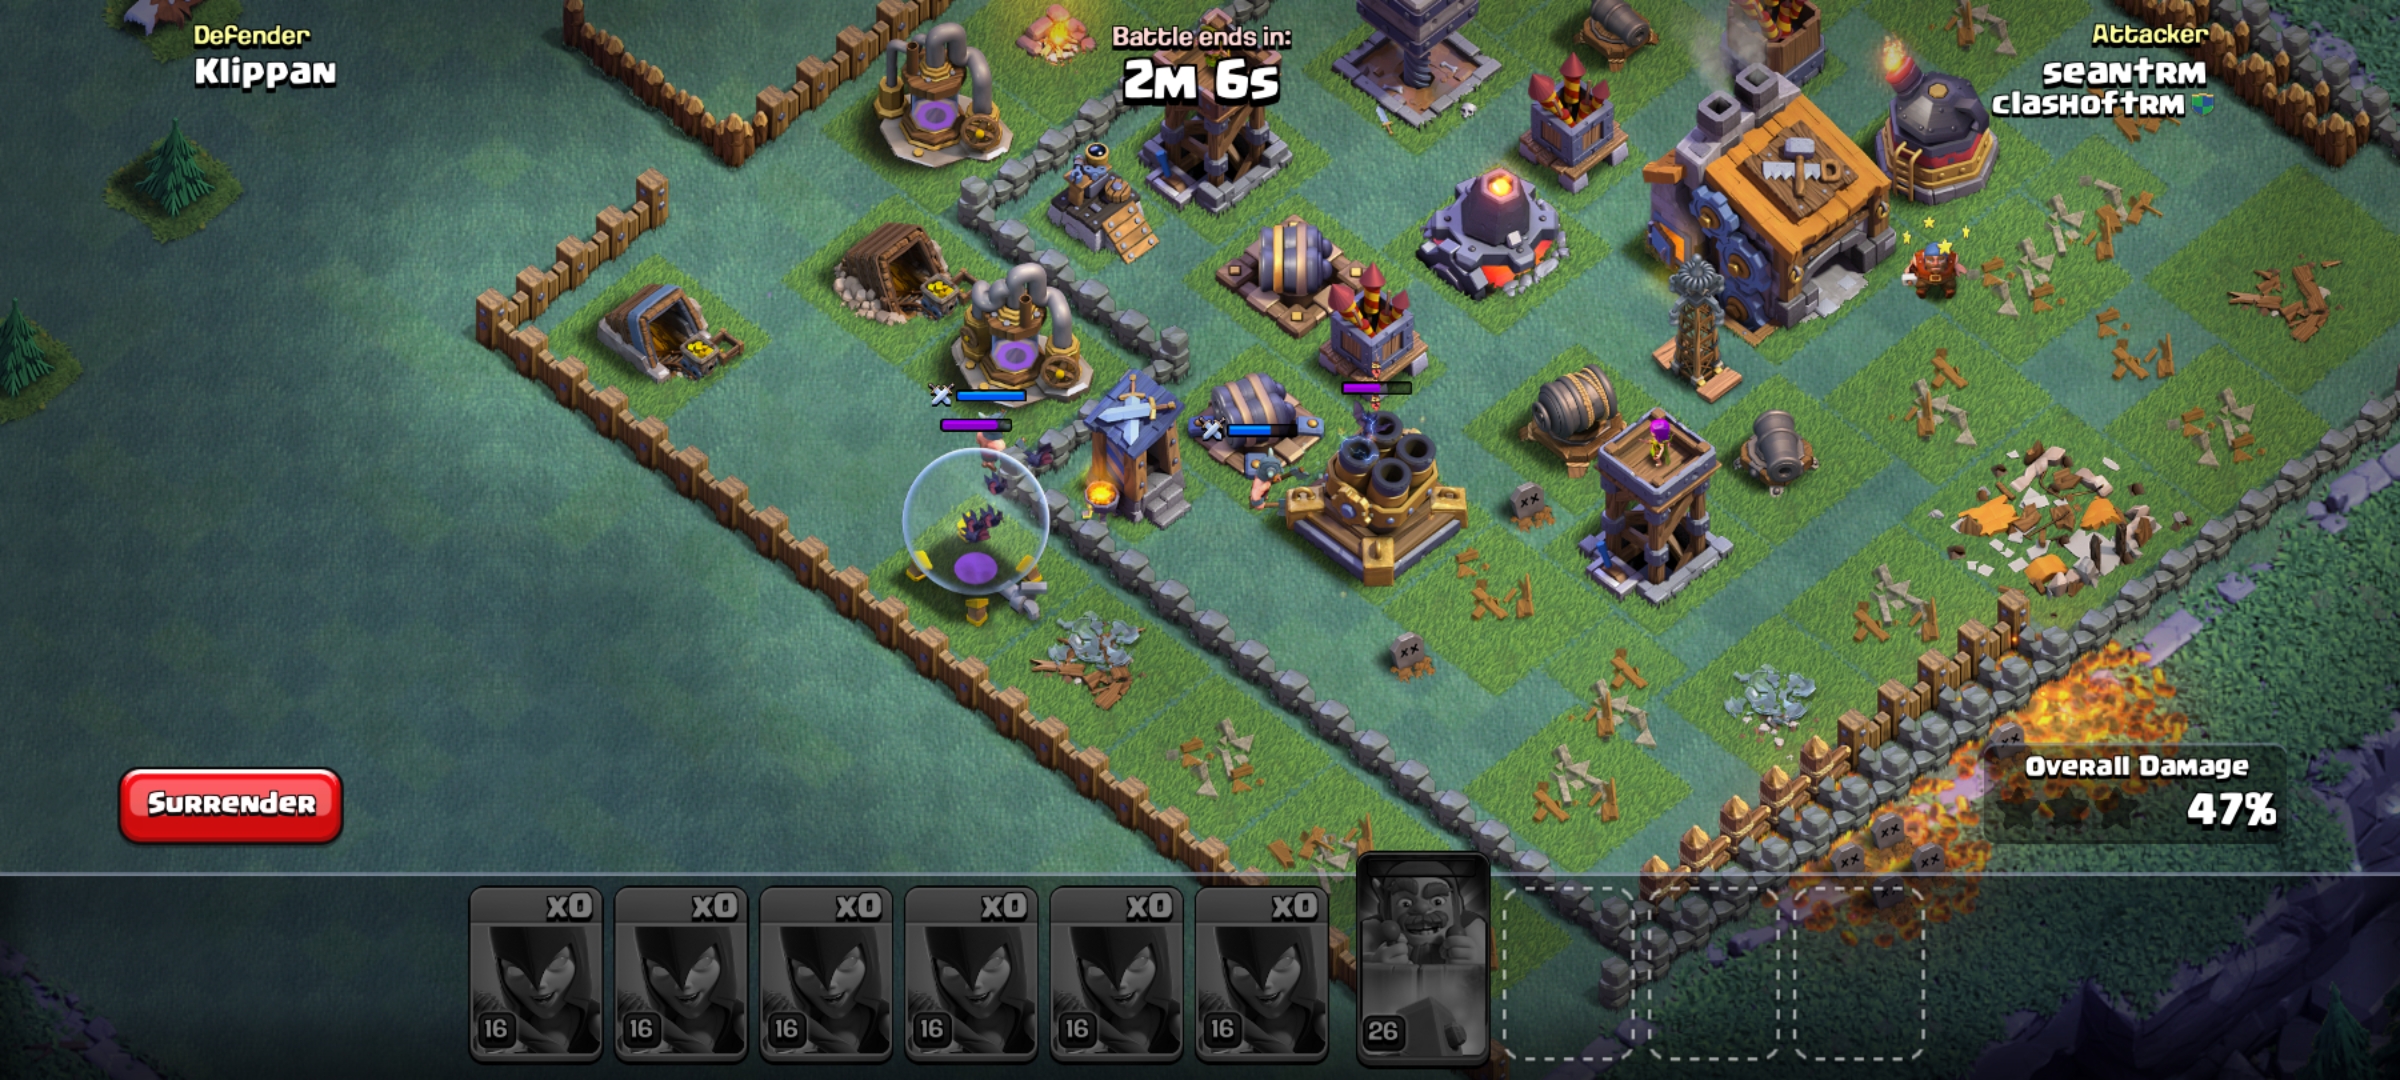 Defender
Klippan
Battle ends in:
2M 6S
Attacker
seantrm
clashoftrm
Surrender
Overall Damage
47%
x0
x0
x0
x0
x0
x0
16
16
16
16
16
16
26